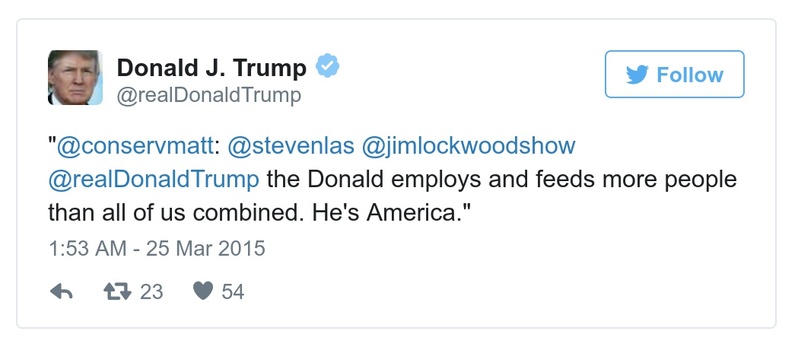 Donald J. Trump
@realDonaldTrump
Follow
"@conservmatt: @stevenlas @jimlockwoodshow
@realDonaldTrump the Donald employs and feeds more people
than all of us combined. He's America."
1:53 AM - 25 Mar 2015
23 54